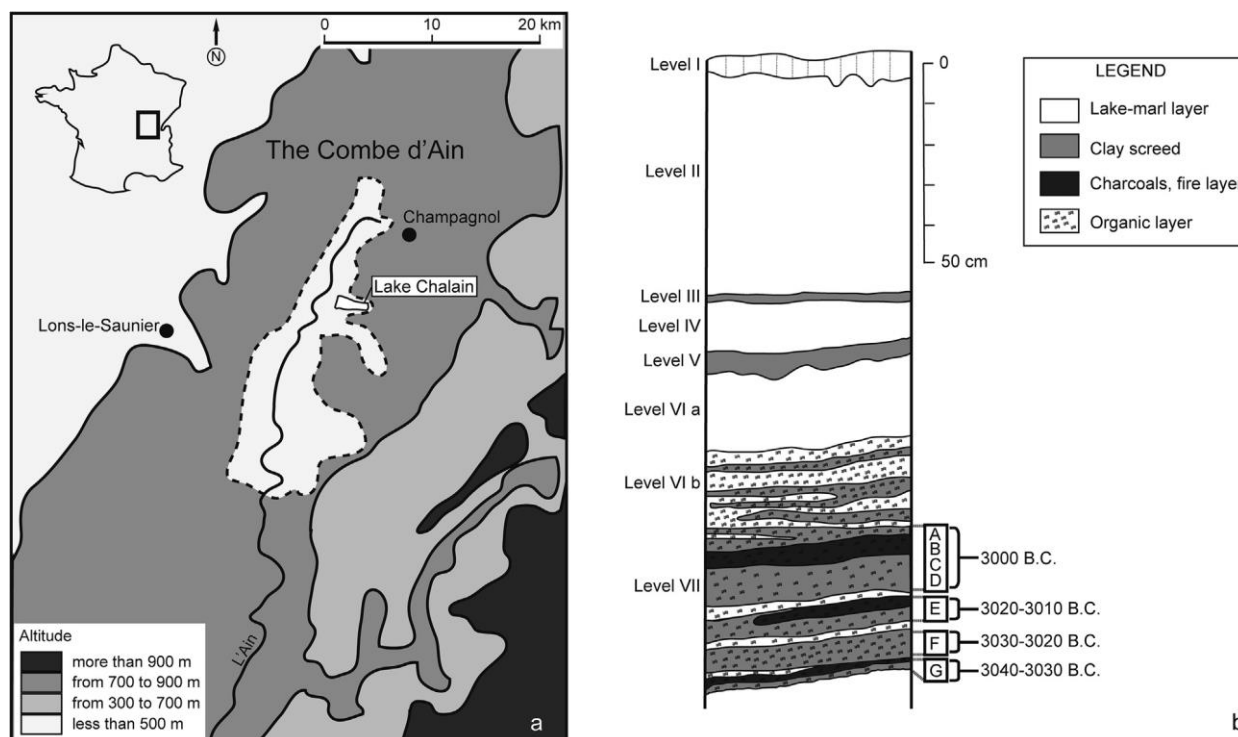 0 10 20 km
N
The Combe d'Ain
Champagnol
Lake Chalain
Lons-le-Saunier
L'Ain
Altitude
more than 900 m
from 700 to 900 m
from 300 to 700 m
less than 500 m
a
Level I
Level II
Level III
Level IV
Level V
Level VI a
Level VI b
Level VII
0
50 cm
A
B
C
D
3000 B.C.
E
3020-3010 B.C.
F
3030-3020 B.C.
G
3040-3030 B.C.
LEGEND
Lake-marl layer
Clay screed
Charcoals, fire layer
Organic layer
b